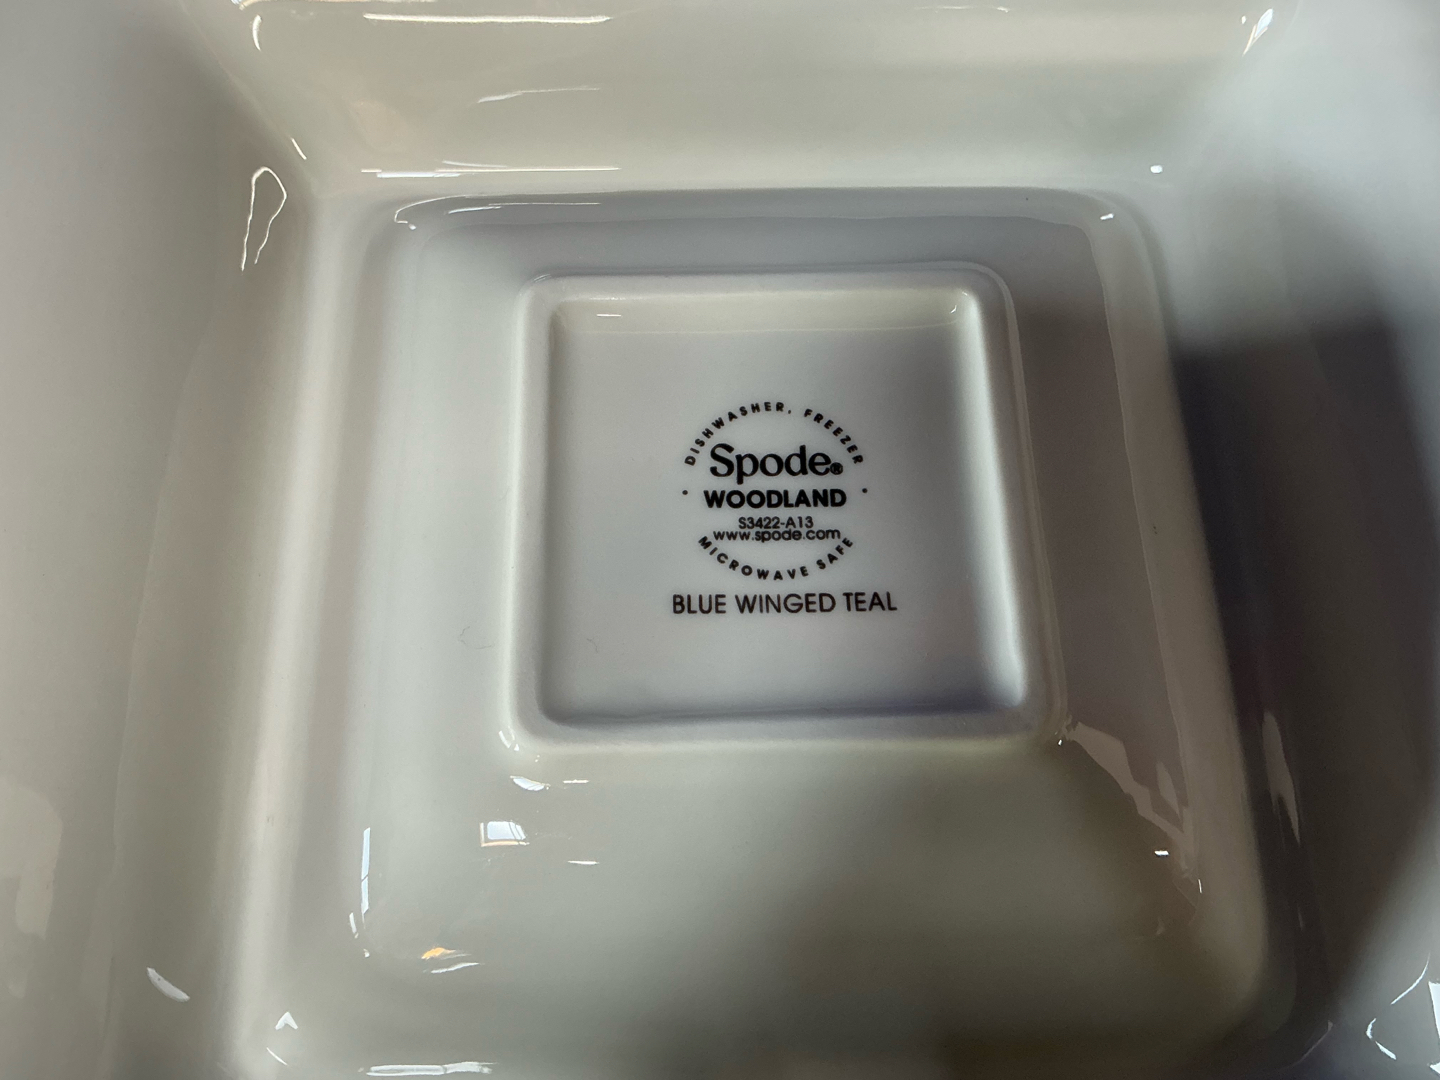 DISHWASHER, FREEZER
Spode®
· WOODLAND ·
S3422-A13
www.spode.com
MICROWAVE SAFE
BLUE WINGED TEAL